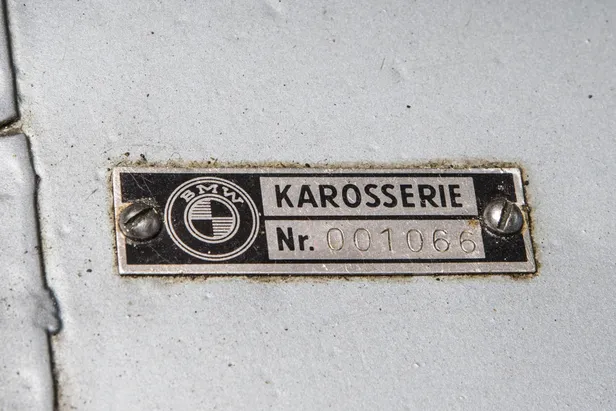 BMW
KAROSSERIE
Nr. 001066